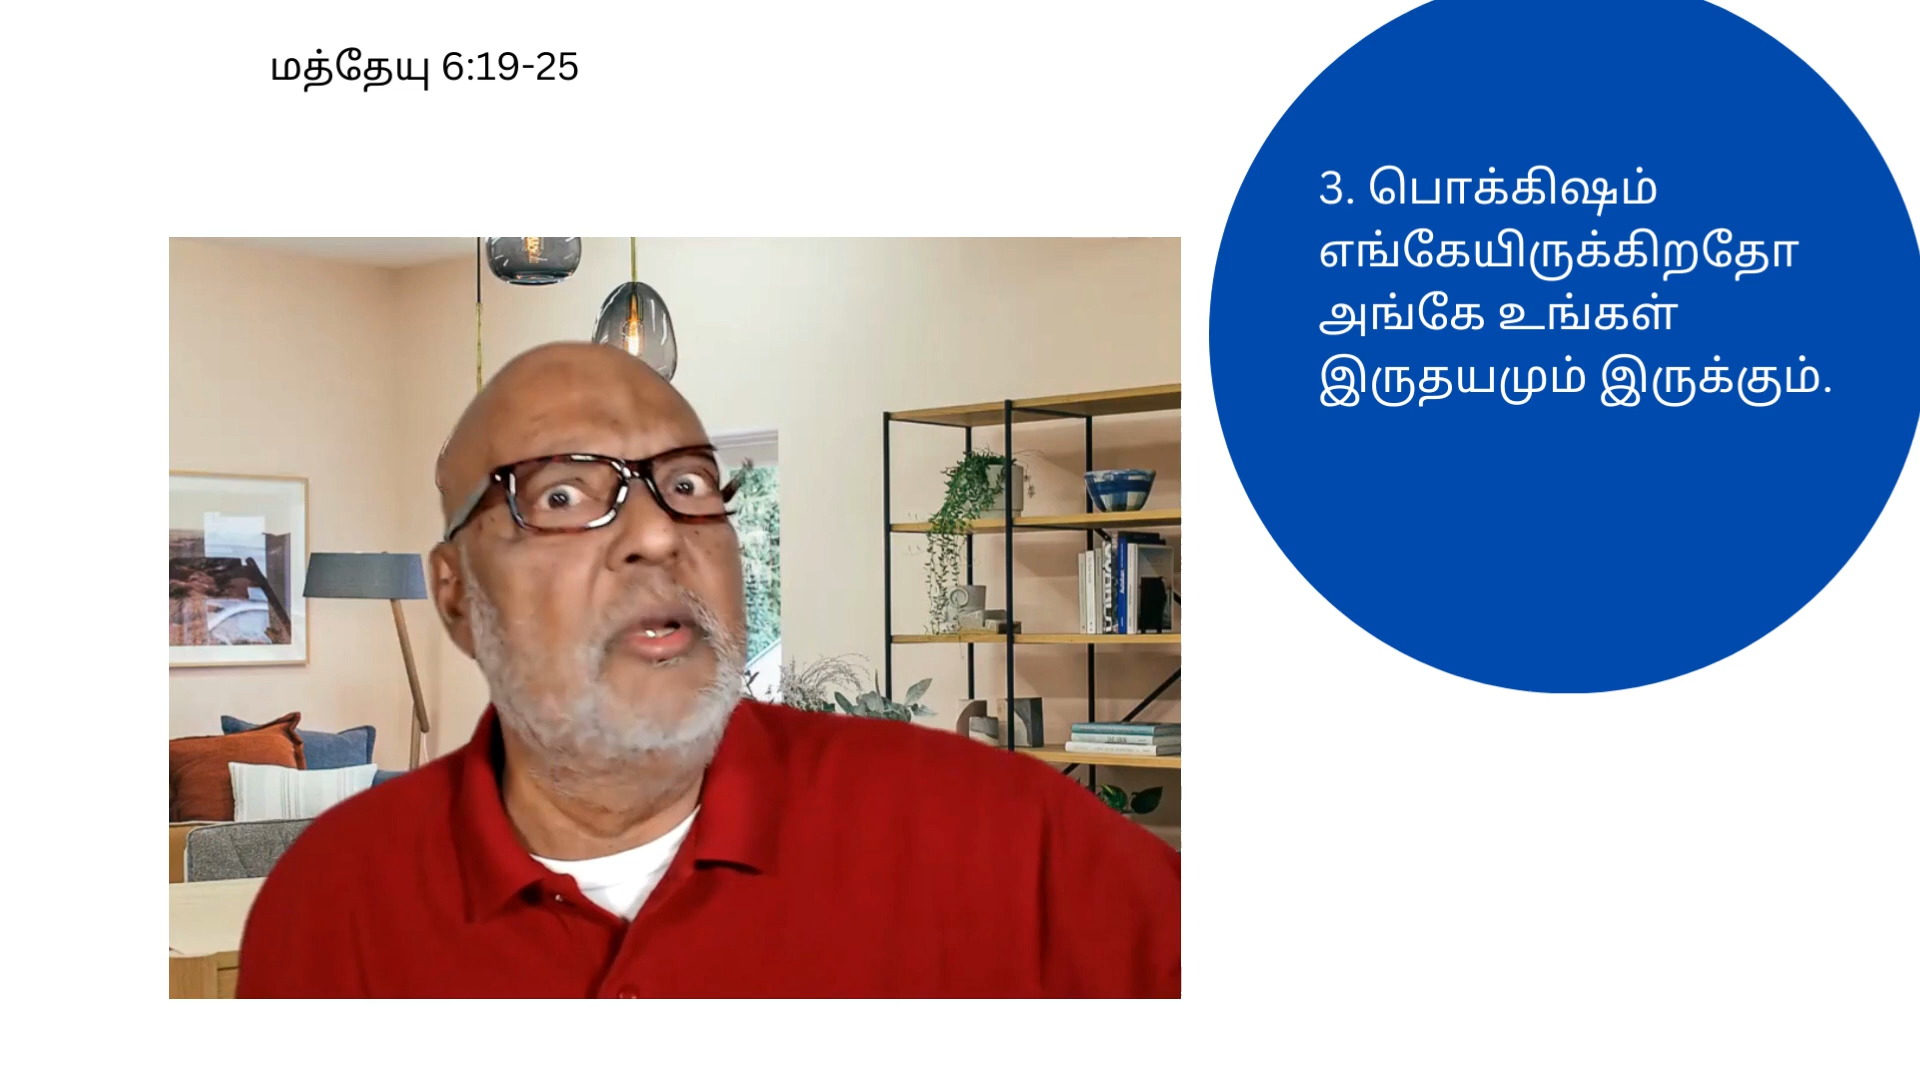 மத்தேயு 6:19-25
3. பொக்கிஷம்
எங்கேயிருக்கிறதோ
அங்கே உங்கள்
இருதயமும் இருக்கும்.